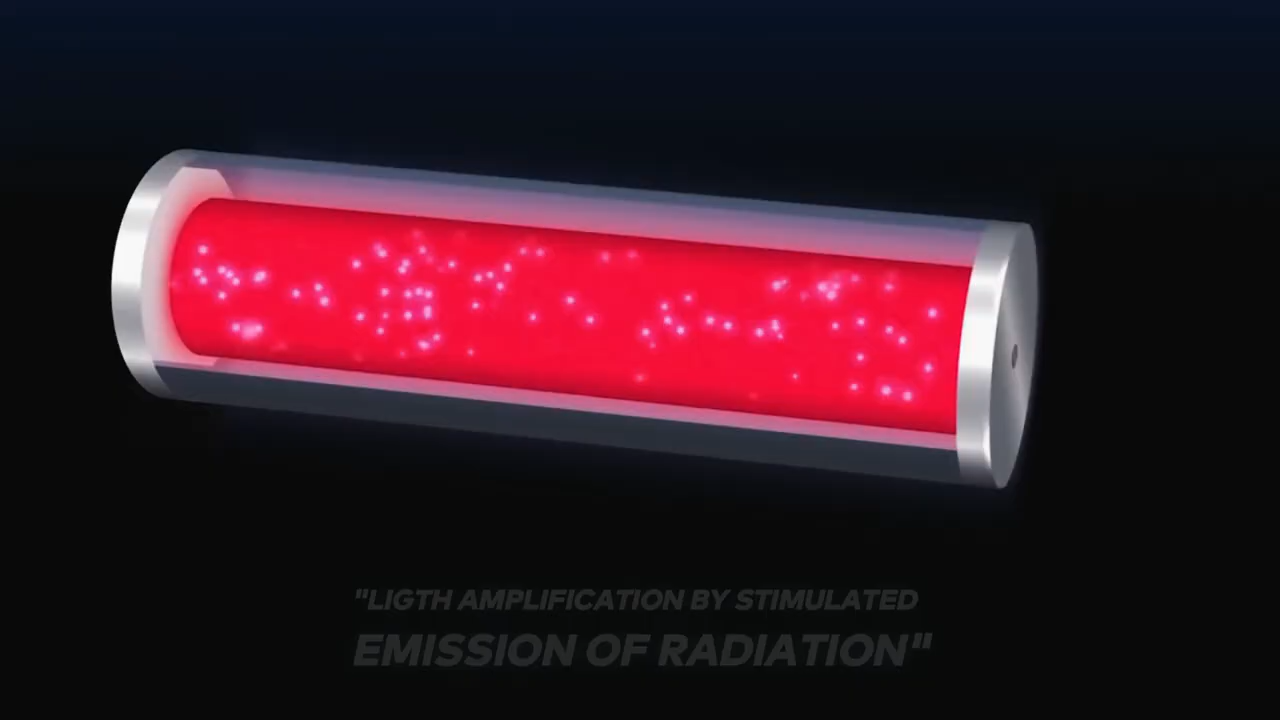 "LIGTH AMPLIFICATION BY STIMULATED
EMISSION OF RADIATION"